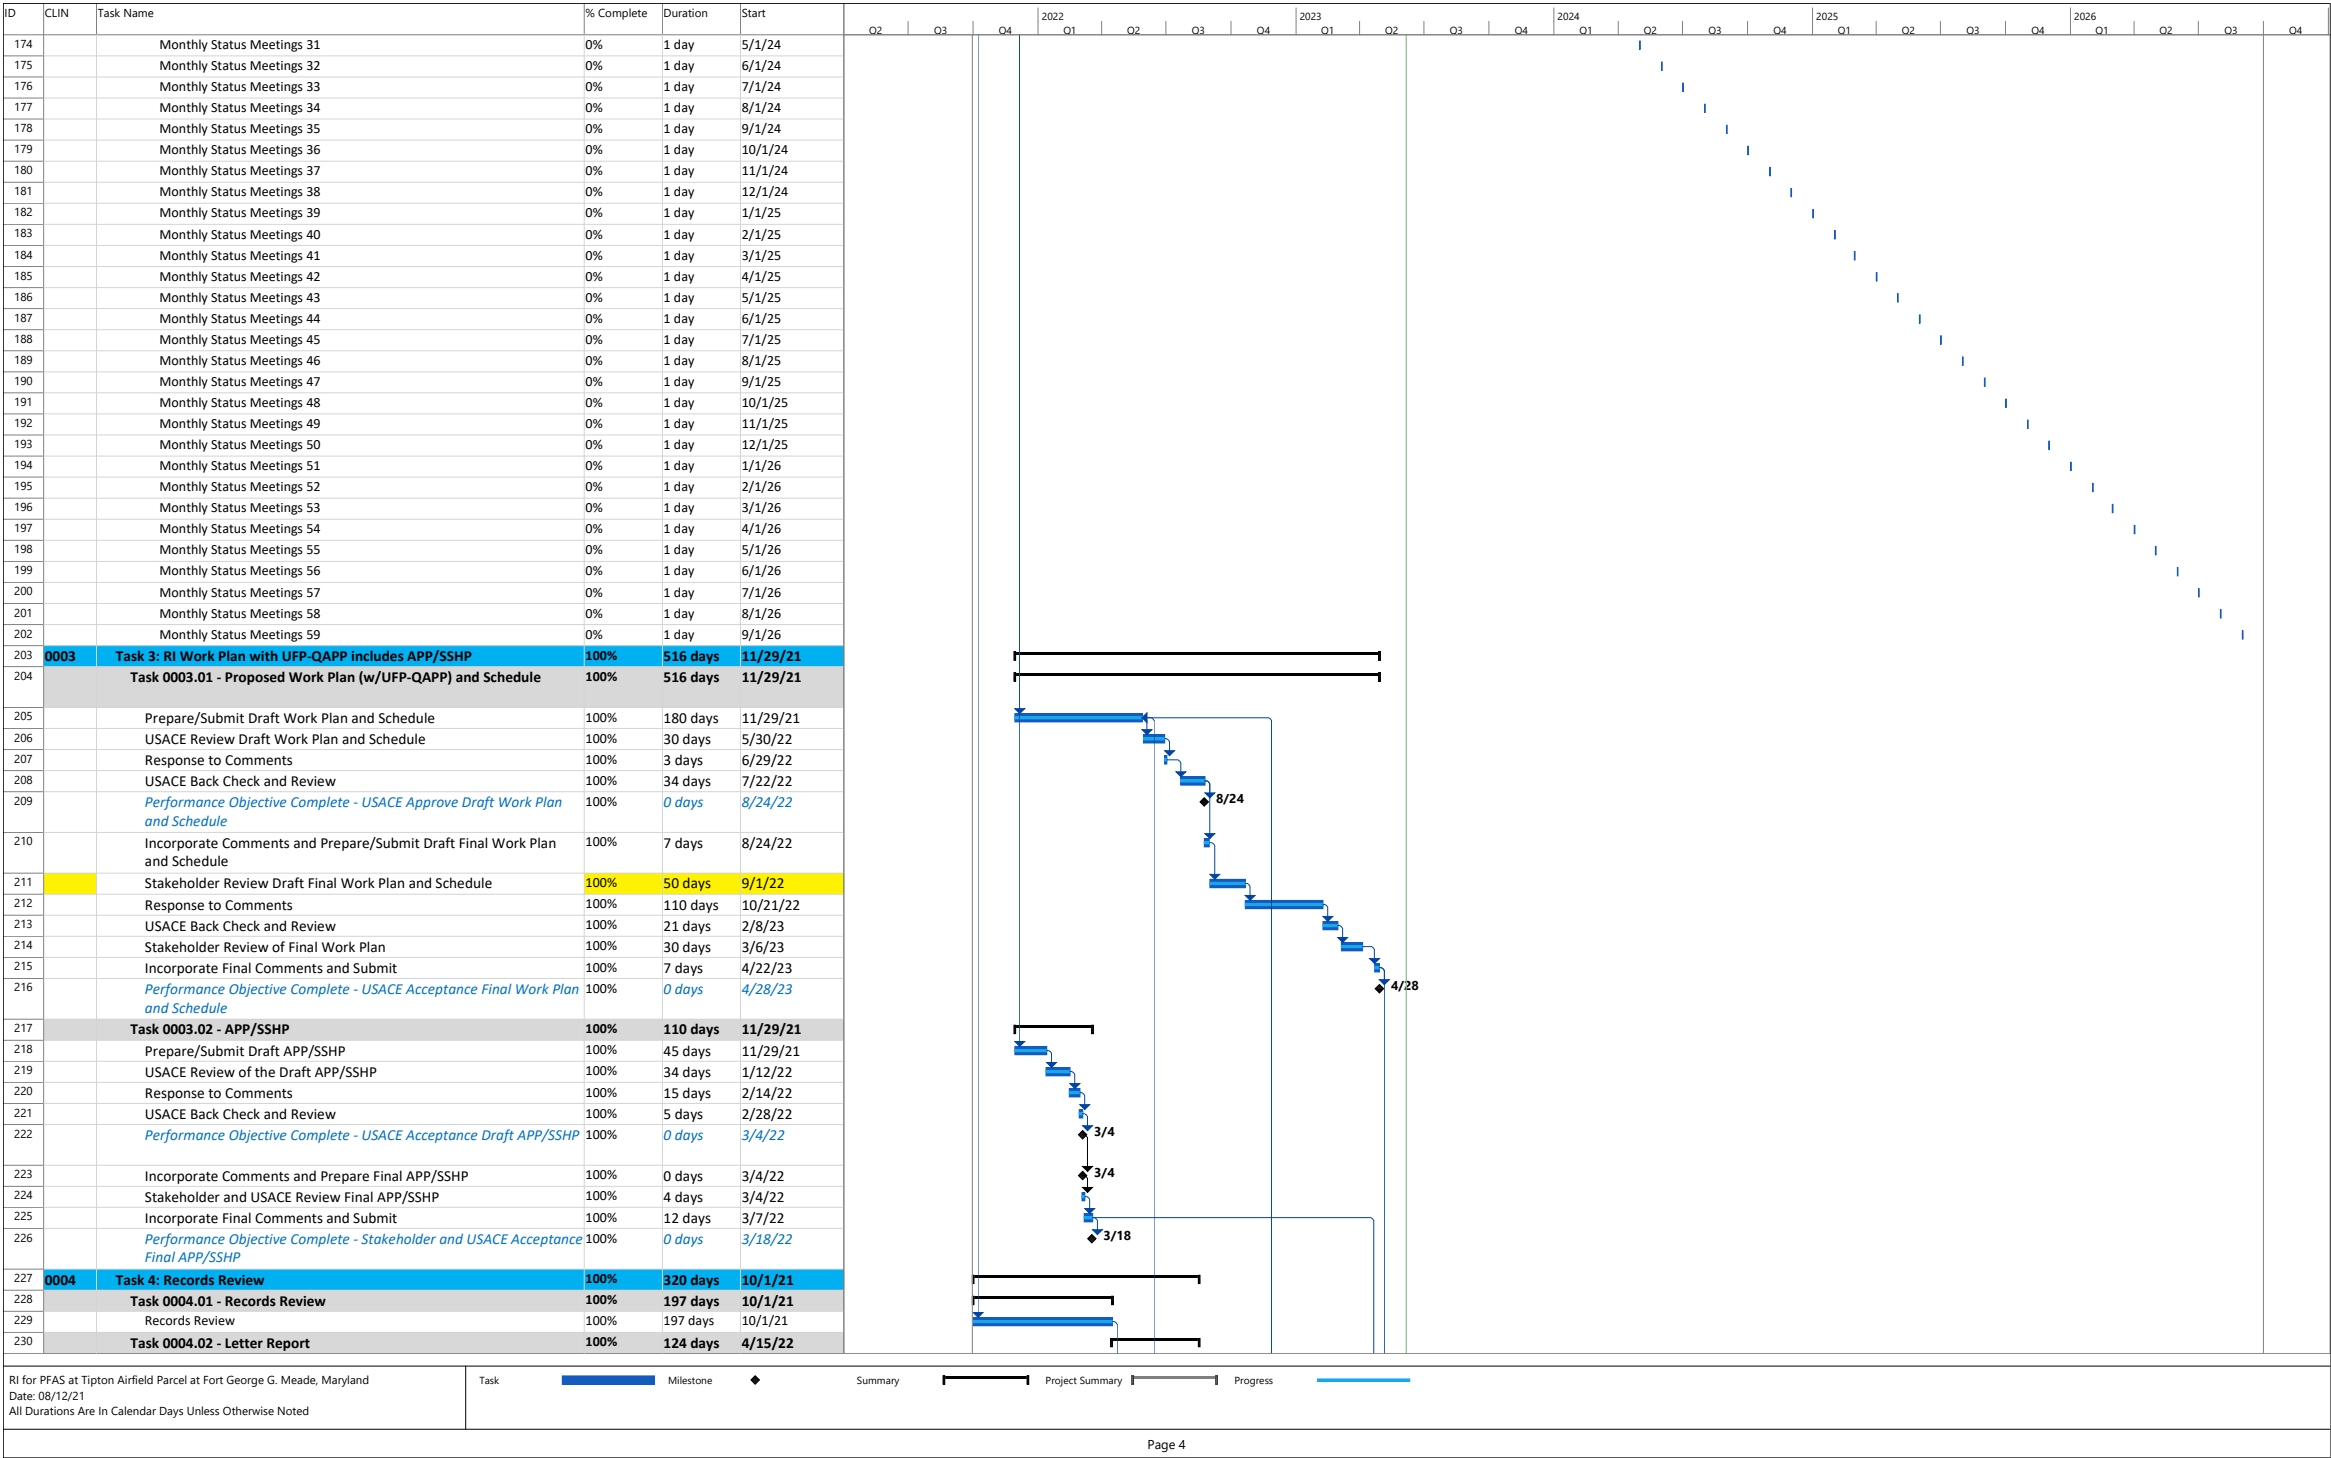 ID CLIN Task Name % Complete Duration Start
2022 2023 2024 2025 2026
Q2 Q3 Q4 Q1 Q2 Q3 Q4 Q1 Q2 Q3 Q4 Q1 Q2 Q3 Q4 Q1 Q2 Q3 Q4 Q1 Q2 Q3 Q4
174 Monthly Status Meetings 31 0% 1 day 5/1/24
175 Monthly Status Meetings 32 0% 1 day 6/1/24
176 Monthly Status Meetings 33 0% 1 day 7/1/24
177 Monthly Status Meetings 34 0% 1 day 8/1/24
178 Monthly Status Meetings 35 0% 1 day 9/1/24
179 Monthly Status Meetings 36 0% 1 day 10/1/24
180 Monthly Status Meetings 37 0% 1 day 11/1/24
181 Monthly Status Meetings 38 0% 1 day 12/1/24
182 Monthly Status Meetings 39 0% 1 day 1/1/25
183 Monthly Status Meetings 40 0% 1 day 2/1/25
184 Monthly Status Meetings 41 0% 1 day 3/1/25
185 Monthly Status Meetings 42 0% 1 day 4/1/25
186 Monthly Status Meetings 43 0% 1 day 5/1/25
187 Monthly Status Meetings 44 0% 1 day 6/1/25
188 Monthly Status Meetings 45 0% 1 day 7/1/25
189 Monthly Status Meetings 46 0% 1 day 8/1/25
190 Monthly Status Meetings 47 0% 1 day 9/1/25
191 Monthly Status Meetings 48 0% 1 day 10/1/25
192 Monthly Status Meetings 49 0% 1 day 11/1/25
193 Monthly Status Meetings 50 0% 1 day 12/1/25
194 Monthly Status Meetings 51 0% 1 day 1/1/26
195 Monthly Status Meetings 52 0% 1 day 2/1/26
196 Monthly Status Meetings 53 0% 1 day 3/1/26
197 Monthly Status Meetings 54 0% 1 day 4/1/26
198 Monthly Status Meetings 55 0% 1 day 5/1/26
199 Monthly Status Meetings 56 0% 1 day 6/1/26
200 Monthly Status Meetings 57 0% 1 day 7/1/26
201 Monthly Status Meetings 58 0% 1 day 8/1/26
202 Monthly Status Meetings 59 0% 1 day 9/1/26
203 0003 Task 3: RI Work Plan with UFP-QAPP includes APP/SSHP 100% 516 days 11/29/21
204 Task 0003.01 - Proposed Work Plan (w/UFP-QAPP) and Schedule 100% 516 days 11/29/21
205 Prepare/Submit Draft Work Plan and Schedule 100% 180 days 11/29/21
206 USACE Review Draft Work Plan and Schedule 100% 30 days 5/30/22
207 Response to Comments 100% 3 days 6/29/22
208 USACE Back Check and Review 100% 34 days 7/22/22
209 Performance Objective Complete - USACE Approve Draft Work Plan 100% 0 days 8/24/22 8/24
and Schedule
210 Incorporate Comments and Prepare/Submit Draft Final Work Plan 100% 7 days 8/24/22
and Schedule
211 Stakeholder Review Draft Final Work Plan and Schedule 100% 50 days 9/1/22
212 Response to Comments 100% 110 days 10/21/22
213 USACE Back Check and Review 100% 21 days 2/8/23
214 Stakeholder Review of Final Work Plan 100% 30 days 3/6/23
215 Incorporate Final Comments and Submit 100% 7 days 4/22/23
216 Performance Objective Complete - USACE Acceptance Final Work Plan 100% 0 days 4/28/23 4/28
and Schedule
217 Task 0003.02 - APP/SSHP 100% 110 days 11/29/21
218 Prepare/Submit Draft APP/SSHP 100% 45 days 11/29/21
219 USACE Review of the Draft APP/SSHP 100% 34 days 1/12/22
220 Response to Comments 100% 15 days 2/14/22
221 USACE Back Check and Review 100% 5 days 2/28/22
222 Performance Objective Complete - USACE Acceptance Draft APP/SSHP 100% 0 days 3/4/22 3/4
223 Incorporate Comments and Prepare Final APP/SSHP 100% 0 days 3/4/22 3/4
224 Stakeholder and USACE Review Final APP/SSHP 100% 4 days 3/4/22
225 Incorporate Final Comments and Submit 100% 12 days 3/7/22
226 Performance Objective Complete - Stakeholder and USACE Acceptance 100% 0 days 3/18/22 3/18
Final APP/SSHP
227 0004 Task 4: Records Review 100% 320 days 10/1/21
228 Task 0004.01 - Records Review 100% 197 days 10/1/21
229 Records Review 100% 197 days 10/1/21
230 Task 0004.02 - Letter Report 100% 124 days 4/15/22
RI for PFAS at Tipton Airfield Parcel at Fort George G. Meade, Maryland
Date: 08/12/21
All Durations Are In Calendar Days Unless Otherwise Noted
Task Milestone Summary Project Summary Progress
Page 4